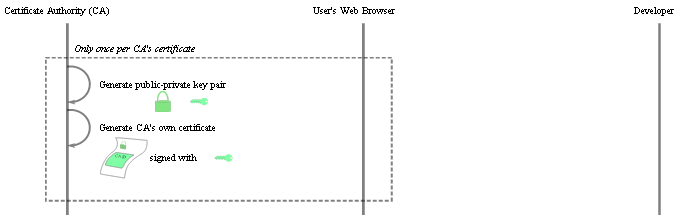 Certificate Authority (CA)
User's Web Browser
Developer
Only once per CA's certificate
Generate public-private key pair
Generate CA's own certificate
signed with